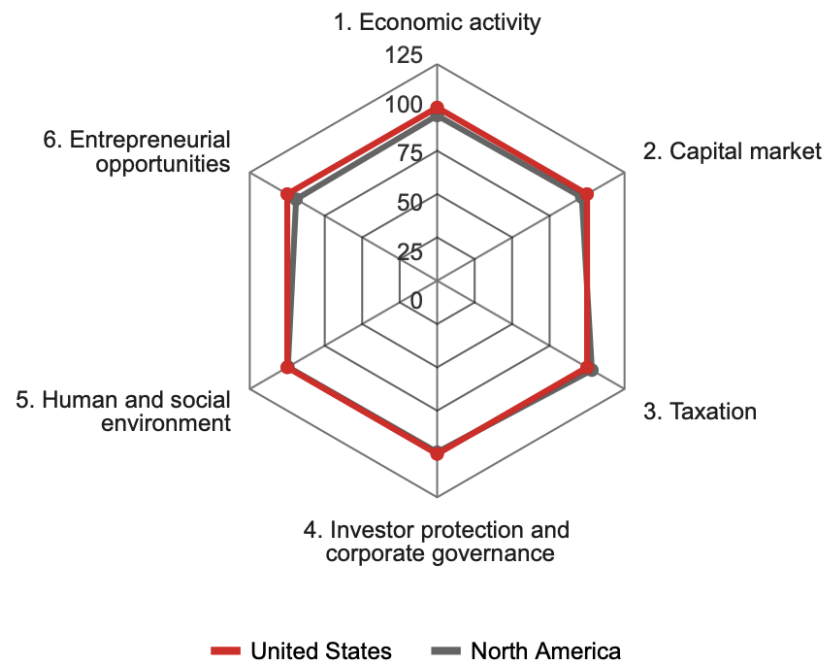 1. Economic activity
125
100
75
50
25
0
2. Capital market
3. Taxation
4. Investor protection and
corporate governance
5. Human and social
environment
6. Entrepreneurial
opportunities
United States
North America